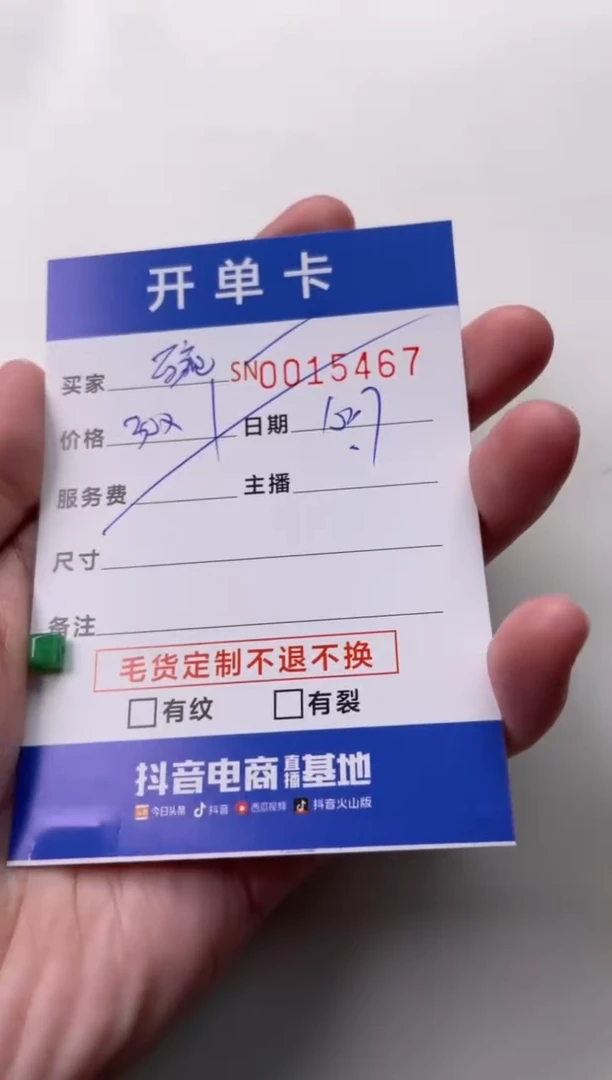 开单卡
买家 SN0015467
价格 日期
服务费 主播
尺寸
备注
毛货定制不退不换
有纹 有裂
抖音电商直播基地
今日头条 抖音 西瓜视频 抖音火山版